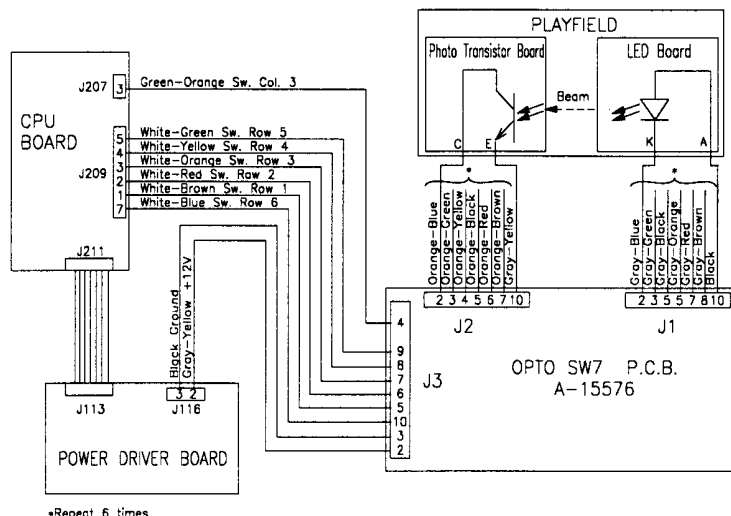 PLAYFIELD
Photo Transistor Board
LED Board
Beam
C
E
K
A
J207
3
Green-Orange Sw. Col. 3
CPU
BOARD
J209
5
White-Green Sw. Row 5
4
White-Yellow Sw. Row 4
3
White-Orange Sw. Row 3
2
White-Red Sw. Row 2
1
White-Brown Sw. Row 1
7
White-Blue Sw. Row 6
*
*
Orange-Blue
Orange-Green
Orange-Yellow
Orange-Black
Orange-Red
Orange-Brown
Gray-Yellow
Gray-Blue
Gray-Green
Gray-Black
Gray-Orange
Gray-Red
Gray-Brown
Black
2 3 4 5 6 7 10
2 3 5 5 7 8 10
J2
J1
J211
Black Ground
Gray-Yellow +12V
3 2
J113
J116
POWER DRIVER BOARD
4
9
8
7
6
5
10
3
2
J3
OPTO SW7 P.C.B.
A-15576
*Repeat 6 times